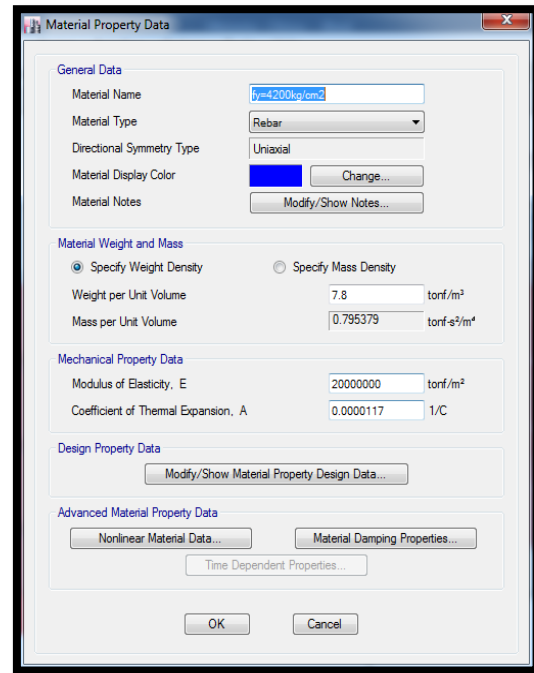 Material Property Data
General Data
Material Name fy=4200kg/cm2
Material Type Rebar
Directional Symmetry Type Uniaxial
Material Display Color Change...
Material Notes Modify/Show Notes...
Material Weight and Mass
Specify Weight Density Specify Mass Density
Weight per Unit Volume 7.8 tonf/m³
Mass per Unit Volume 0.795379 tonf-s²/m⁴
Mechanical Property Data
Modulus of Elasticity, E 20000000 tonf/m²
Coefficient of Thermal Expansion, A 0.0000117 1/C
Design Property Data
Modify/Show Material Property Design Data...
Advanced Material Property Data
Nonlinear Material Data... Material Damping Properties...
Time Dependent Properties...
OK Cancel